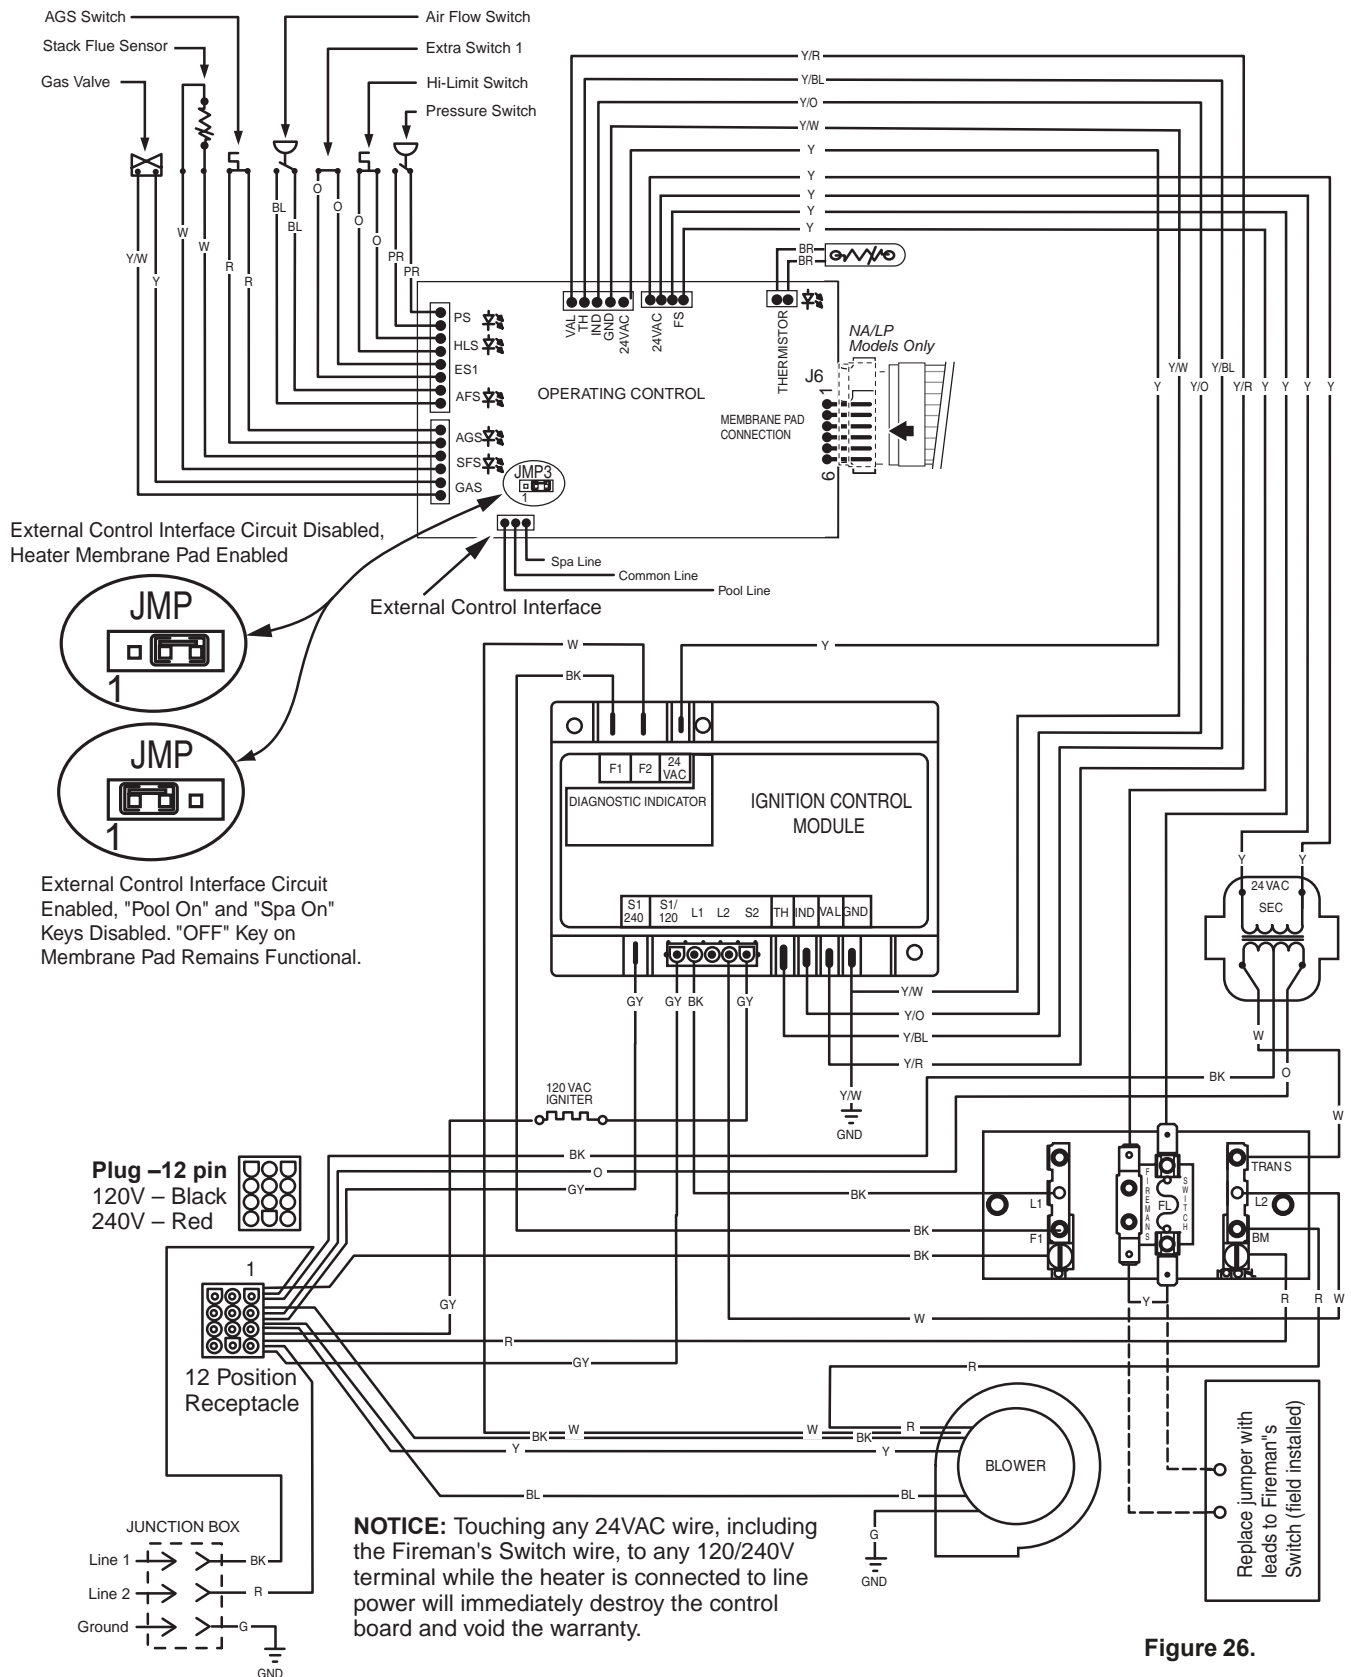 AGS Switch
Stack Flue Sensor
Gas Valve
Air Flow Switch
Extra Switch 1
Hi-Limit Switch
Pressure Switch
Y/R
Y/BL
Y/O
Y/W
Y
Y
Y
Y
Y
BR
BR
Y/W
Y
W
W
R
R
BL
BL
O
O
O
O
PR
PR
PS
HLS
ES1
AFS
AGS
SFS
GAS
VAL
TH
IND
GND
24VAC
24VAC
FS
THERMISTOR
OPERATING CONTROL
NA/LP
Models Only
J6
1
6
MEMBRANE PAD
CONNECTION
JMP3
1
Y
Y/W
Y/O
Y/BL
Y/R
Y
Y
Y
Y
External Control Interface Circuit Disabled,
Heater Membrane Pad Enabled
Spa Line
Common Line
Pool Line
External Control Interface
JMP
1
JMP
1
External Control Interface Circuit
Enabled, "Pool On" and "Spa On"
Keys Disabled. "OFF" Key on
Membrane Pad Remains Functional.
W
BK
Y
F1
F2
24
VAC
DIAGNOSTIC INDICATOR
IGNITION CONTROL
MODULE
S1
240
S1/
120
L1
L2
S2
TH
IND
VAL
GND
GY
GY
BK
GY
Y/W
Y/O
Y/BL
Y/R
Y/W
GND
Y
Y
24 VAC
SEC
W
O
BK
W
120 VAC
IGNITER
BK
O
GY
BK
BK
BK
Plug –12 pin
120V – Black
240V – Red
TRANS
L1
L2
F1
BM
FIREMANS
SWITCH
FL
1
12 Position
Receptacle
GY
R
GY
Y
W
R
R
W
R
W
BK
Y
BL
W
BK
R
Y
BL
BLOWER
G
GND
Replace jumper with
leads to Fireman"s
Switch (field installed)
JUNCTION BOX
Line 1
BK
Line 2
R
Ground
G
GND
NOTICE: Touching any 24VAC wire, including
the Fireman's Switch wire, to any 120/240V
terminal while the heater is connected to line
power will immediately destroy the control
board and void the warranty.
Figure 26.